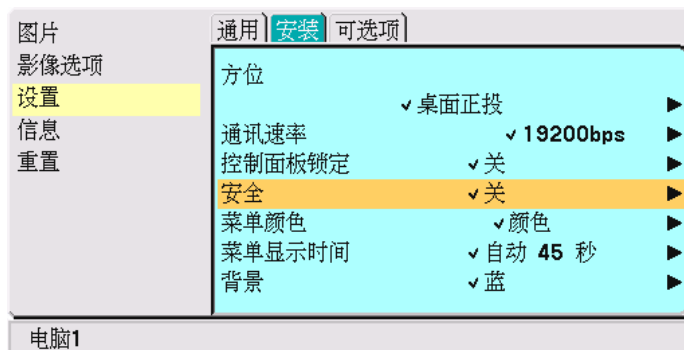 图片
影像选项
设置
信息
重置
通用 安装 可选项
方位
桌面正投
通讯速率 19200bps
控制面板锁定 关
安全 关
菜单颜色 颜色
菜单显示时间 自动 45 秒
背景 蓝
电脑1